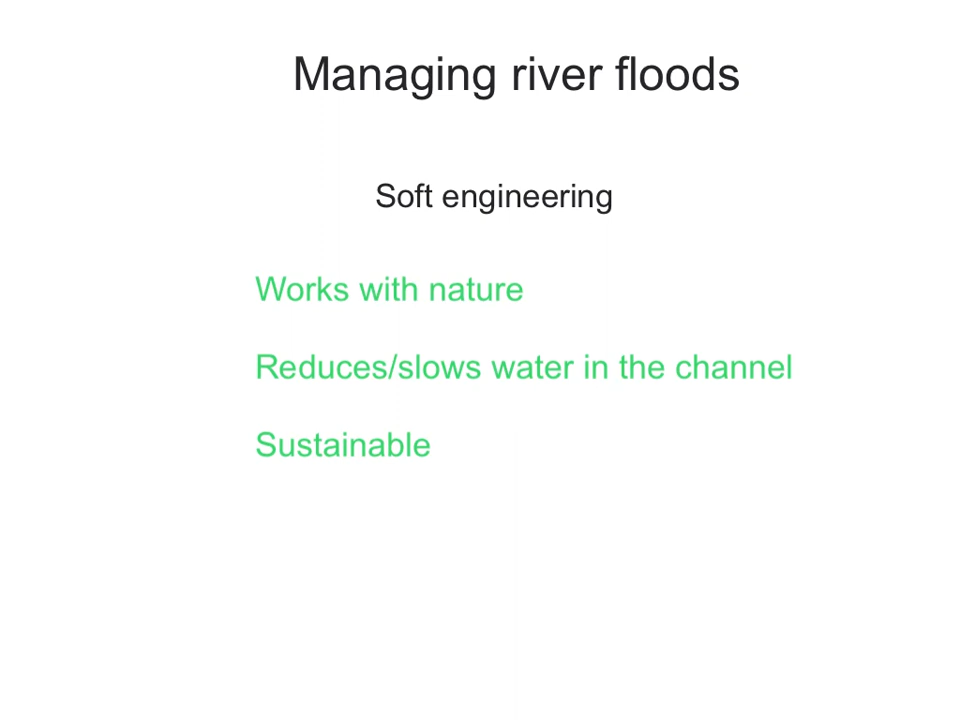 Managing river floods
Soft engineering
Works with nature
Reduces/slows water in the channel
Sustainable